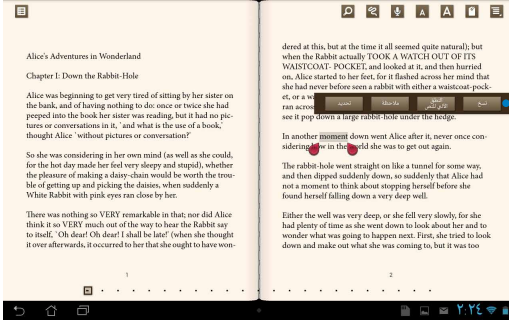 Alice's Adventures in Wonderland
Chapter I: Down the Rabbit-Hole
Alice was beginning to get very tired of sitting by her sister on
the bank, and of having nothing to do: once or twice she had
peeped into the book her sister was reading, but it had no pic-
tures or conversations in it, `and what is the use of a book,'
thought Alice `without pictures or conversation?'
So she was considering in her own mind (as well as she could,
for the hot day made her feel very sleepy and stupid), whether
the pleasure of making a daisy-chain would be worth the trou-
ble of getting up and picking the daisies, when suddenly a
White Rabbit with pink eyes ran close by her.
There was nothing so VERY remarkable in that; nor did Alice
think it so VERY much out of the way to hear the Rabbit say
to itself, `Oh dear! Oh dear! I shall be late!' (when she thought
it over afterwards, it occurred to her that she ought to have won-
1
dered at this, but at the time it all seemed quite natural); but
when the Rabbit actually TOOK A WATCH OUT OF ITS
WAISTCOAT- POCKET, and looked at it, and then hurried
on, Alice started to her feet, for it flashed across her mind that
she had never before seen a rabbit with either a waistcoat-pock-
et, or a
ran across
see it pop down a large rabbit-hole under the hedge.
تحديد
ملاحظة
نسخ
In another moment down went Alice after it, never once con-
sidering how in the world she was to get out again.
The rabbit-hole went straight on like a tunnel for some way,
and then dipped suddenly down, so suddenly that Alice had
not a moment to think about stopping herself before she
found herself falling down a very deep well.
Either the well was very deep, or she fell very slowly, for she
had plenty of time as she went down to look about her and to
wonder what was going to happen next. First, she tried to look
down and make out what she was coming to, but it was too
2
٢:٢٤